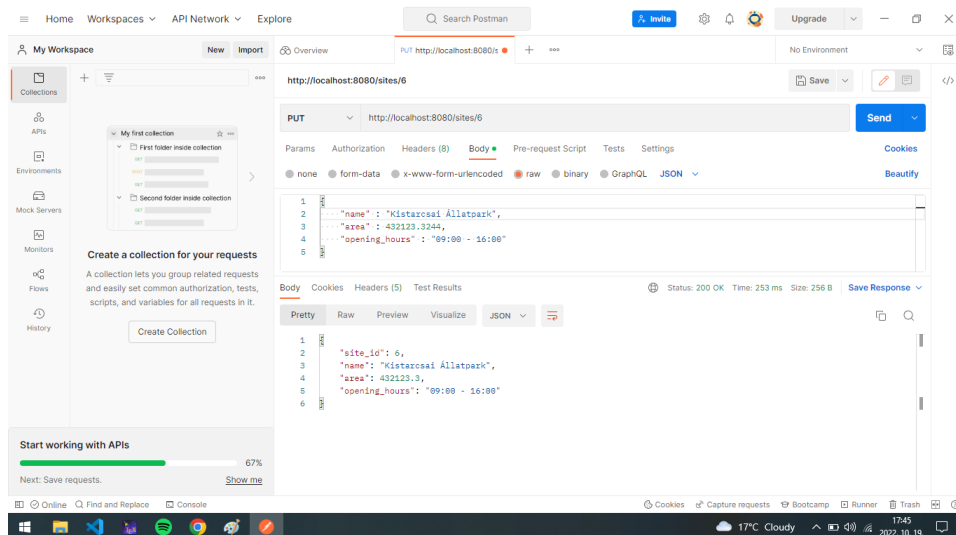 Home Workspaces API Network Explore Search Postman Invite Upgrade
My Workspace New Import Overview PUT http://localhost:8080/s No Environment
Collections
APIs
Environments
Mock Servers
Monitors
Flows
History
My first collection
First folder inside collection
GET
GET
Second folder inside collection
GET
GET
Create a collection for your requests
A collection lets you group related requests
and easily set common authorization, tests,
scripts, and variables for all requests in it.
Create Collection
Start working with APIs
67%
Next: Save requests. Show me
http://localhost:8080/sites/6 Save
PUT http://localhost:8080/sites/6 Send
Params Authorization Headers (8) Body Pre-request Script Tests Settings Cookies
none form-data x-www-form-urlencoded raw binary GraphQL JSON Beautify
1 {
2 "name" : "Kistarcsai Állatpark",
3 "area" : 432123.3244,
4 "opening_hours" : "09:00 - 16:00"
5 }
Body Cookies Headers (5) Test Results Status: 200 OK Time: 253 ms Size: 256 B Save Response
Pretty Raw Preview Visualize JSON
1 {
2 "site_id": 6,
3 "name": "Kistarcsai Állatpark",
4 "area": 432123.3,
5 "opening_hours": "09:00 - 16:00"
6 }
Online Find and Replace Console Cookies Capture requests Bootcamp Runner Trash
17°C Cloudy 17:45
2022. 10. 19.